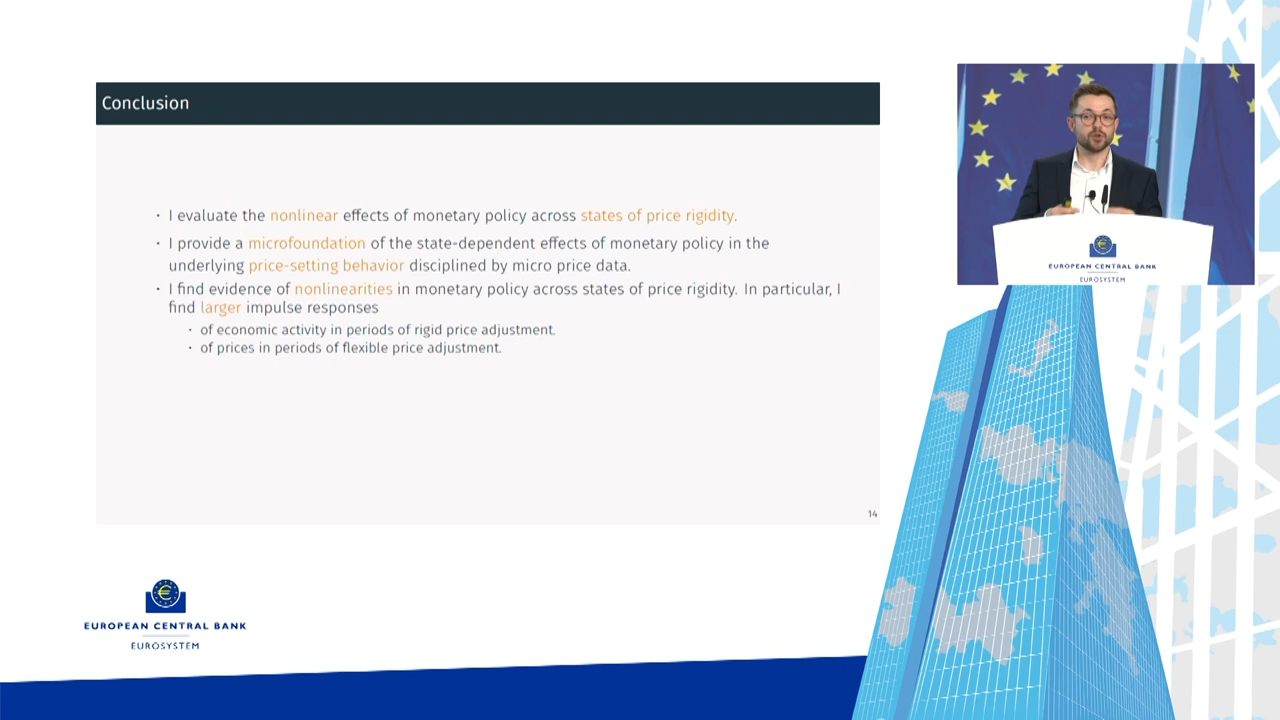 Conclusion
· I evaluate the nonlinear effects of monetary policy across states of price rigidity.
· I provide a microfoundation of the state-dependent effects of monetary policy in the
underlying price-setting behavior disciplined by micro price data.
· I find evidence of nonlinearities in monetary policy across states of price rigidity. In particular, I
find larger impulse responses
· of economic activity in periods of rigid price adjustment.
· of prices in periods of flexible price adjustment.
14
EUROPEAN CENTRAL BANK
EUROSYSTEM
EUROPEAN CENTRAL BANK
EUROSYSTEM